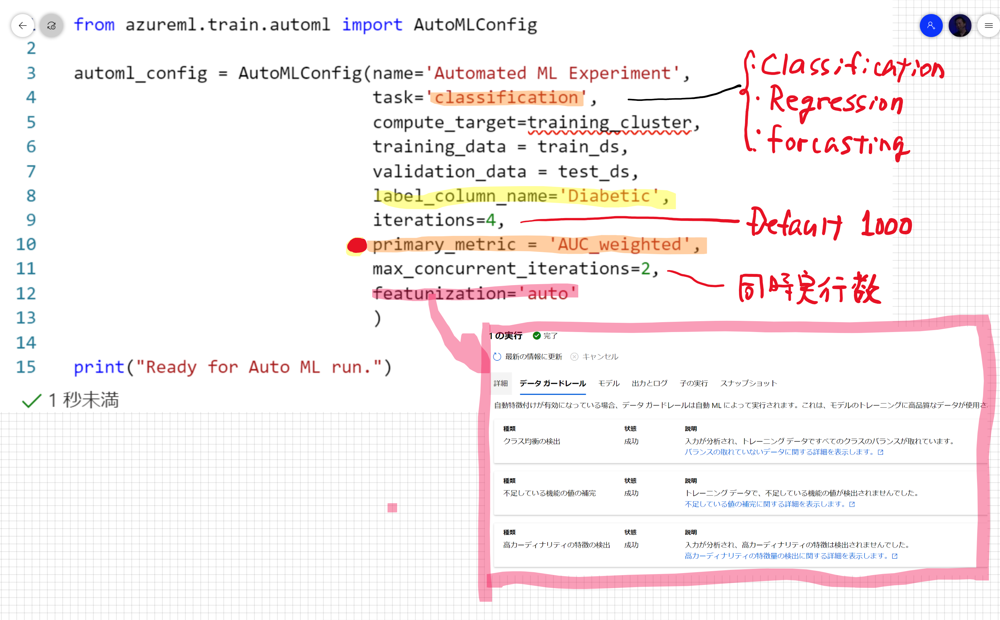 from azureml.train.automl import AutoMLConfig
2
3 automl_config = AutoMLConfig(name='Automated ML Experiment',
4 task='classification',
5 compute_target=training_cluster,
6 training_data = train_ds,
7 validation_data = test_ds,
8 label_column_name='Diabetic',
9 iterations=4,
10 primary_metric = 'AUC_weighted',
11 max_concurrent_iterations=2,
12 featurization='auto'
13 )
14
15 print("Ready for Auto ML run.")
1 秒未満
・Classification
・Regression
・forcasting
Default 1000
同時実行数
1 の実行 完了
最新の情報に更新 キャンセル
詳細 データ ガードレール モデル 出力とログ 子の実行 スナップショット
自動特徴付けが有効になっている場合、データ ガードレールは自動 ML によって実行されます。これは、モデルのトレーニングに高品質なデータが使用さ
種類 状態 説明
クラス均衡の検出 成功 入力が分析され、トレーニング データですべてのクラスのバランスが取れています。
バランスの取れていないデータに関する詳細を表示します。
種類 状態 説明
不足している機能の値の補完 成功 トレーニング データで、不足している機能の値が検出されませんでした。
不足している値の補完に関する詳細を表示します。
種類 状態 説明
高カーディナリティの特徴の検出 成功 入力が分析され、高カーディナリティの特徴は検出されませんでした。
高カーディナリティの特徴量の検出に関する詳細を表示します。